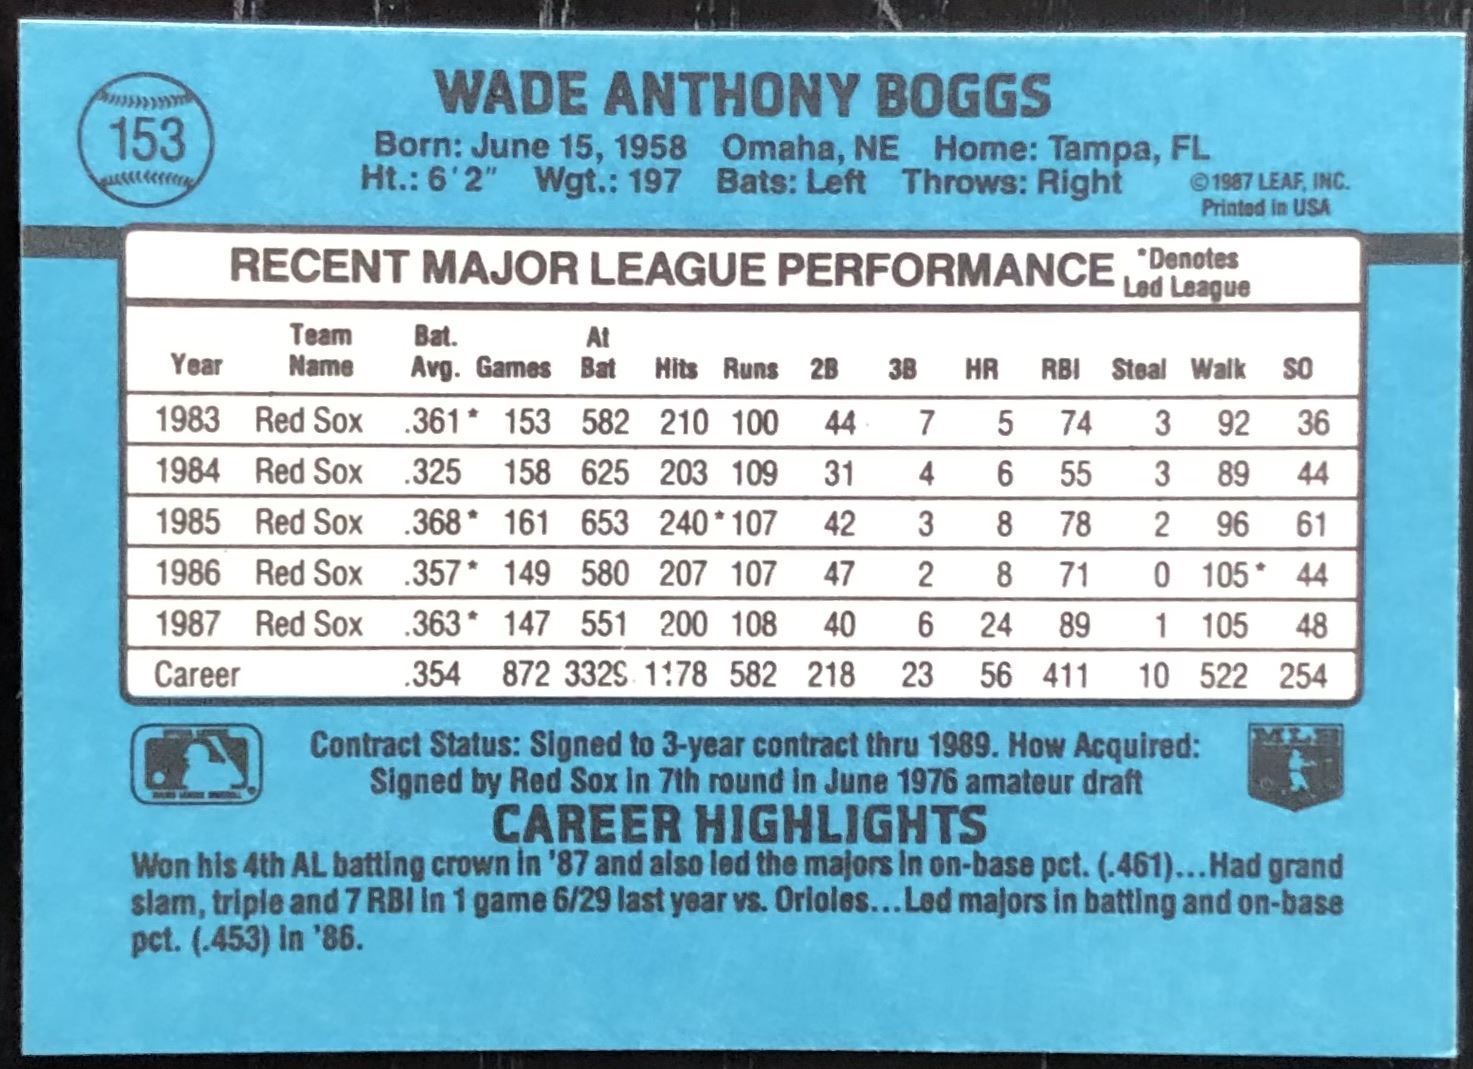 153
WADE ANTHONY BOGGS
Born: June 15, 1958 Omaha, NE Home: Tampa, FL
Ht.: 6'2" Wgt.: 197 Bats: Left Throws: Right
©1987 LEAF, INC.
Printed in USA
RECENT MAJOR LEAGUE PERFORMANCE *Denotes Led League
Year Team Name Bat. Avg. Games At Bat Hits Runs 2B 3B HR RBI Steal Walk SO
1983 Red Sox .361* 153 582 210 100 44 7 5 74 3 92 36
1984 Red Sox .325 158 625 203 109 31 4 6 55 3 89 44
1985 Red Sox .368* 161 653 240* 107 42 3 8 78 2 96 61
1986 Red Sox .357* 149 580 207 107 47 2 8 71 0 105* 44
1987 Red Sox .363* 147 551 200 108 40 6 24 89 1 105 48
Career .354 872 3329 1178 582 218 23 56 411 10 522 254
Contract Status: Signed to 3-year contract thru 1989. How Acquired:
Signed by Red Sox in 7th round in June 1976 amateur draft
MLB
CAREER HIGHLIGHTS
Won his 4th AL batting crown in '87 and also led the majors in on-base pct. (.461)...Had grand
slam, triple and 7 RBI in 1 game 6/29 last year vs. Orioles...Led majors in batting and on-base
pct. (.453) in '86.